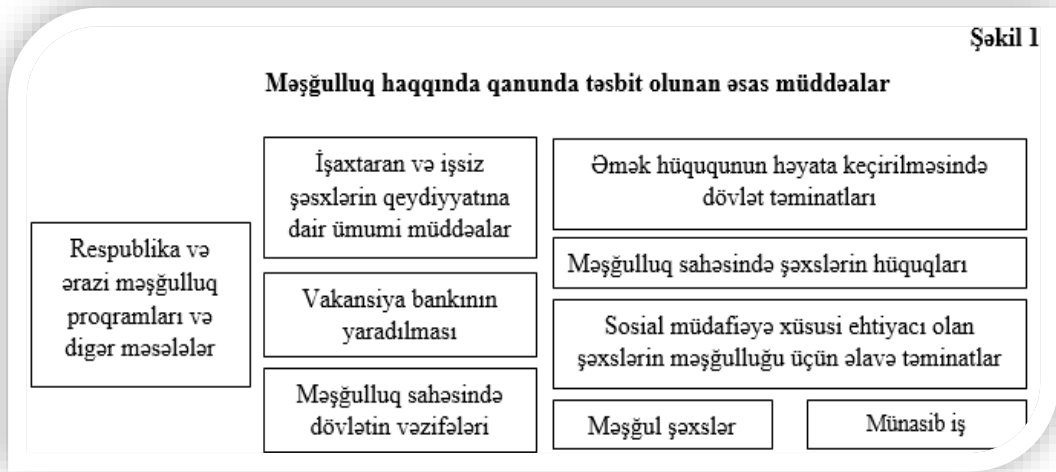 Şəkil 1
Məşğulluq haqqında qanunda təsbit olunan əsas müddəalar
Respublika və
ərazi məşğulluq
proqramları və
digər məsələlər
İşaxtaran və işsiz
şəsxlərin qeydiyyatına
dair ümumi müddəalar
Vakansiya bankının
yaradılması
Məşğulluq sahəsində
dövlətin vəzifələri
Əmək hüququnun həyata keçirilməsində
dövlət təminatları
Məşğulluq sahəsində şəxslərin hüquqları
Sosial müdafiəyə xüsusi ehtiyacı olan
şəxslərin məşğulluğu üçün əlavə təminatlar
Məşğul şəxslər
Münasib iş